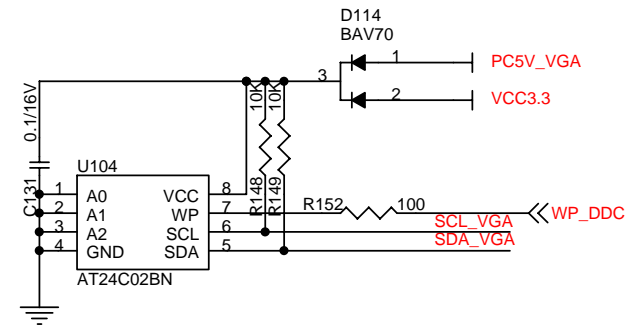 D114
BAV70
1
PC5V_VGA
3
2
VCC3.3
0.1/16V
C131
10K
10K
R148
R149
U104
1
A0
VCC
8
2
A1
WP
7
R152
100
WP_DDC
3
A2
SCL
6
SCL_VGA
4
GND
SDA
5
SDA_VGA
AT24C02BN